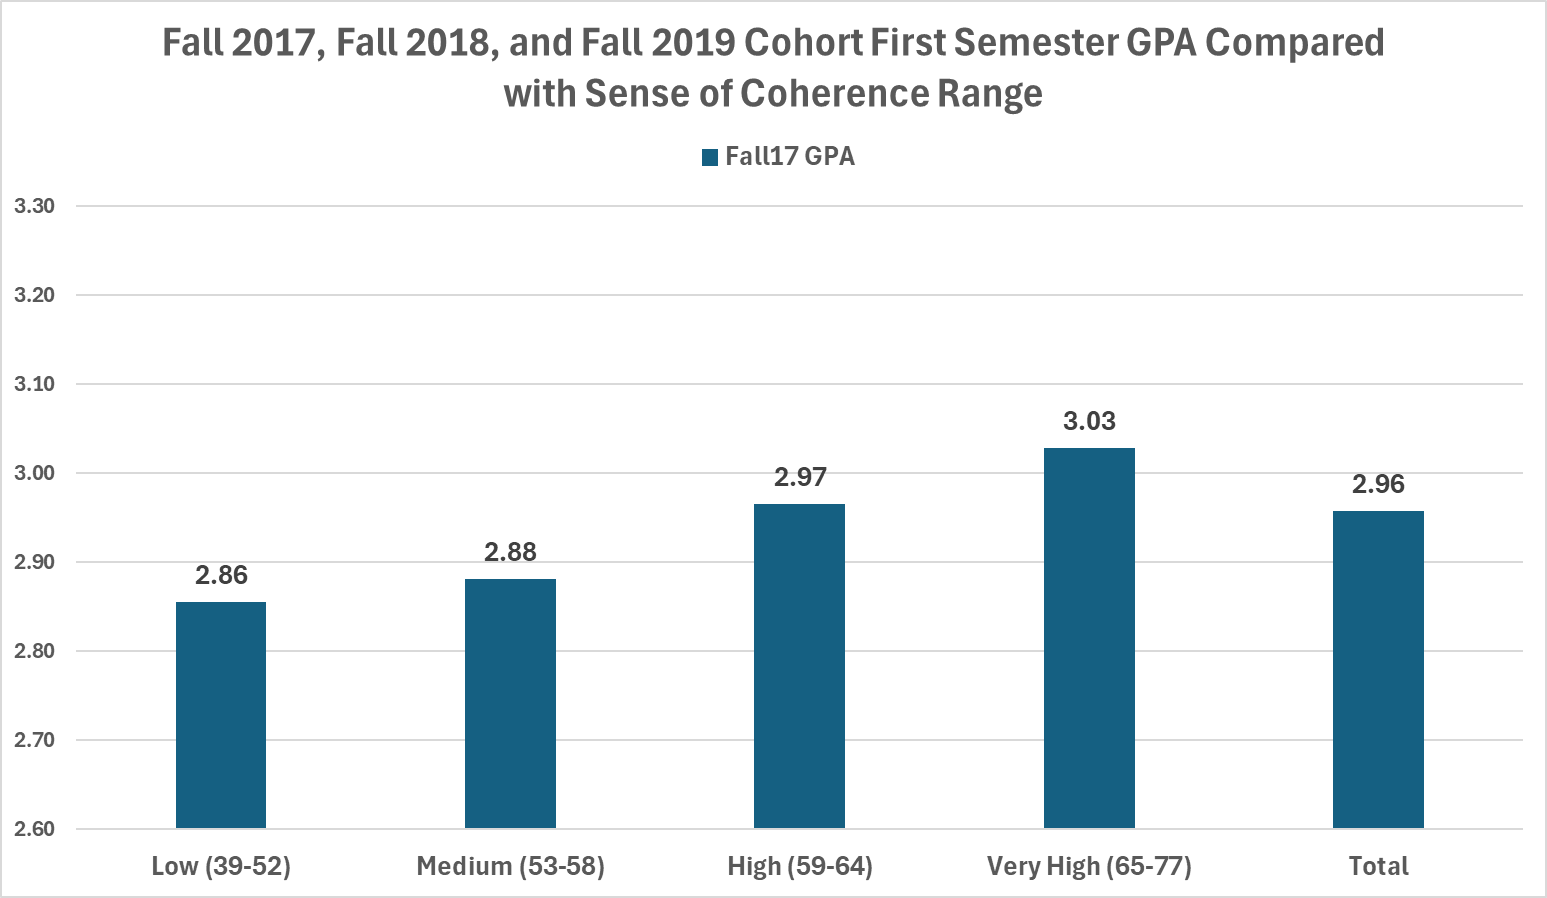 Fall 2017, Fall 2018, and Fall 2019 Cohort First Semester GPA Compared
with Sense of Coherence Range
Fall17 GPA
3.30
3.20
3.10
3.00
2.90
2.80
2.70
2.60
2.86
2.88
2.97
3.03
2.96
Low (39-52)
Medium (53-58)
High (59-64)
Very High (65-77)
Total